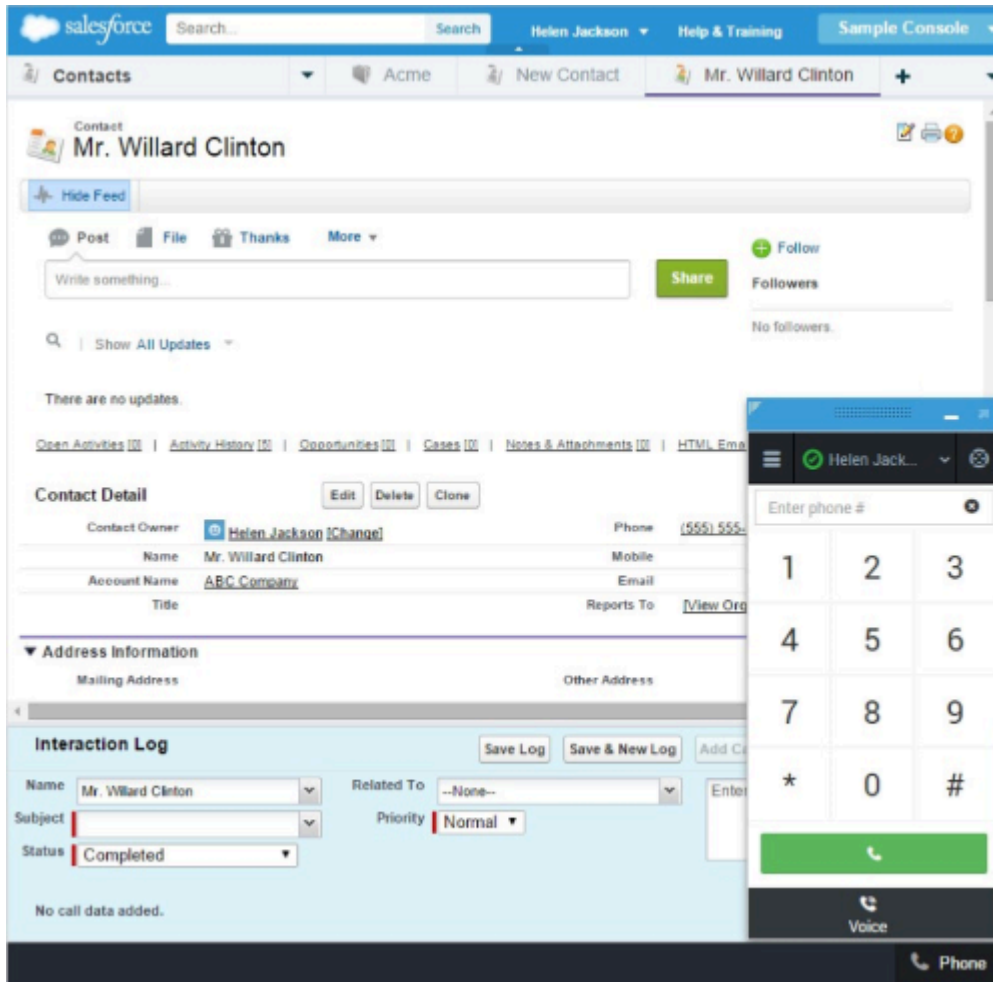 salesforce Search... Search Helen Jackson Help & Training Sample Console
Contacts Acme New Contact Mr. Willard Clinton +
Contact
Mr. Willard Clinton
Hide Feed
Post File Thanks More
Follow
Write something... Share
Followers
No followers.
Show All Updates
There are no updates.
Open Activities [0] | Activity History [5] | Opportunities [0] | Cases [0] | Notes & Attachments [0] | HTML Ema
Helen Jack...
Contact Detail Edit Delete Clone
Enter phone #
Contact Owner Helen Jackson [Change] Phone (555) 555-
Name Mr. Willard Clinton Mobile
Account Name ABC Company Email
Title Reports To [View Org
1 2 3
4 5 6
7 8 9
* 0 #
Address Information
Mailing Address Other Address
Interaction Log Save Log Save & New Log Add Ca
Name Mr. Willard Clinton Related To --None-- Enter
Subject Priority Normal
Status Completed
No call data added.
Voice
Phone